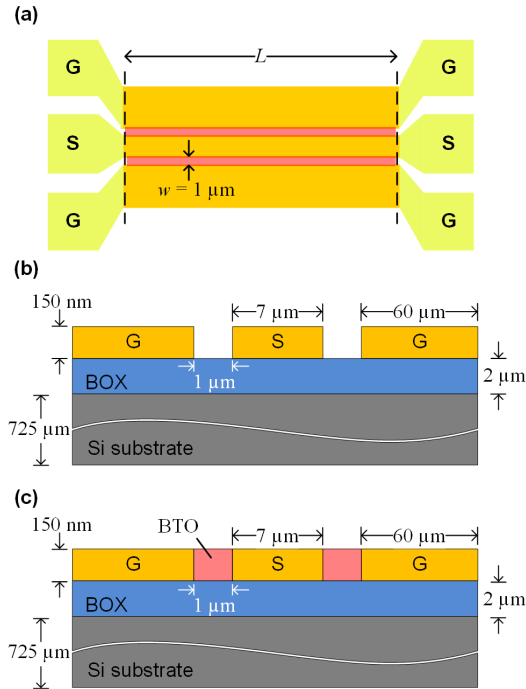 (a)
G
L
G
S
S
w = 1 μm
G
G
(b)
150 nm
7 μm
60 μm
G
S
G
BOX
1 μm
2 μm
725 μm
Si substrate
(c)
150 nm
BTO
7 μm
60 μm
G
S
G
BOX
1 μm
2 μm
725 μm
Si substrate